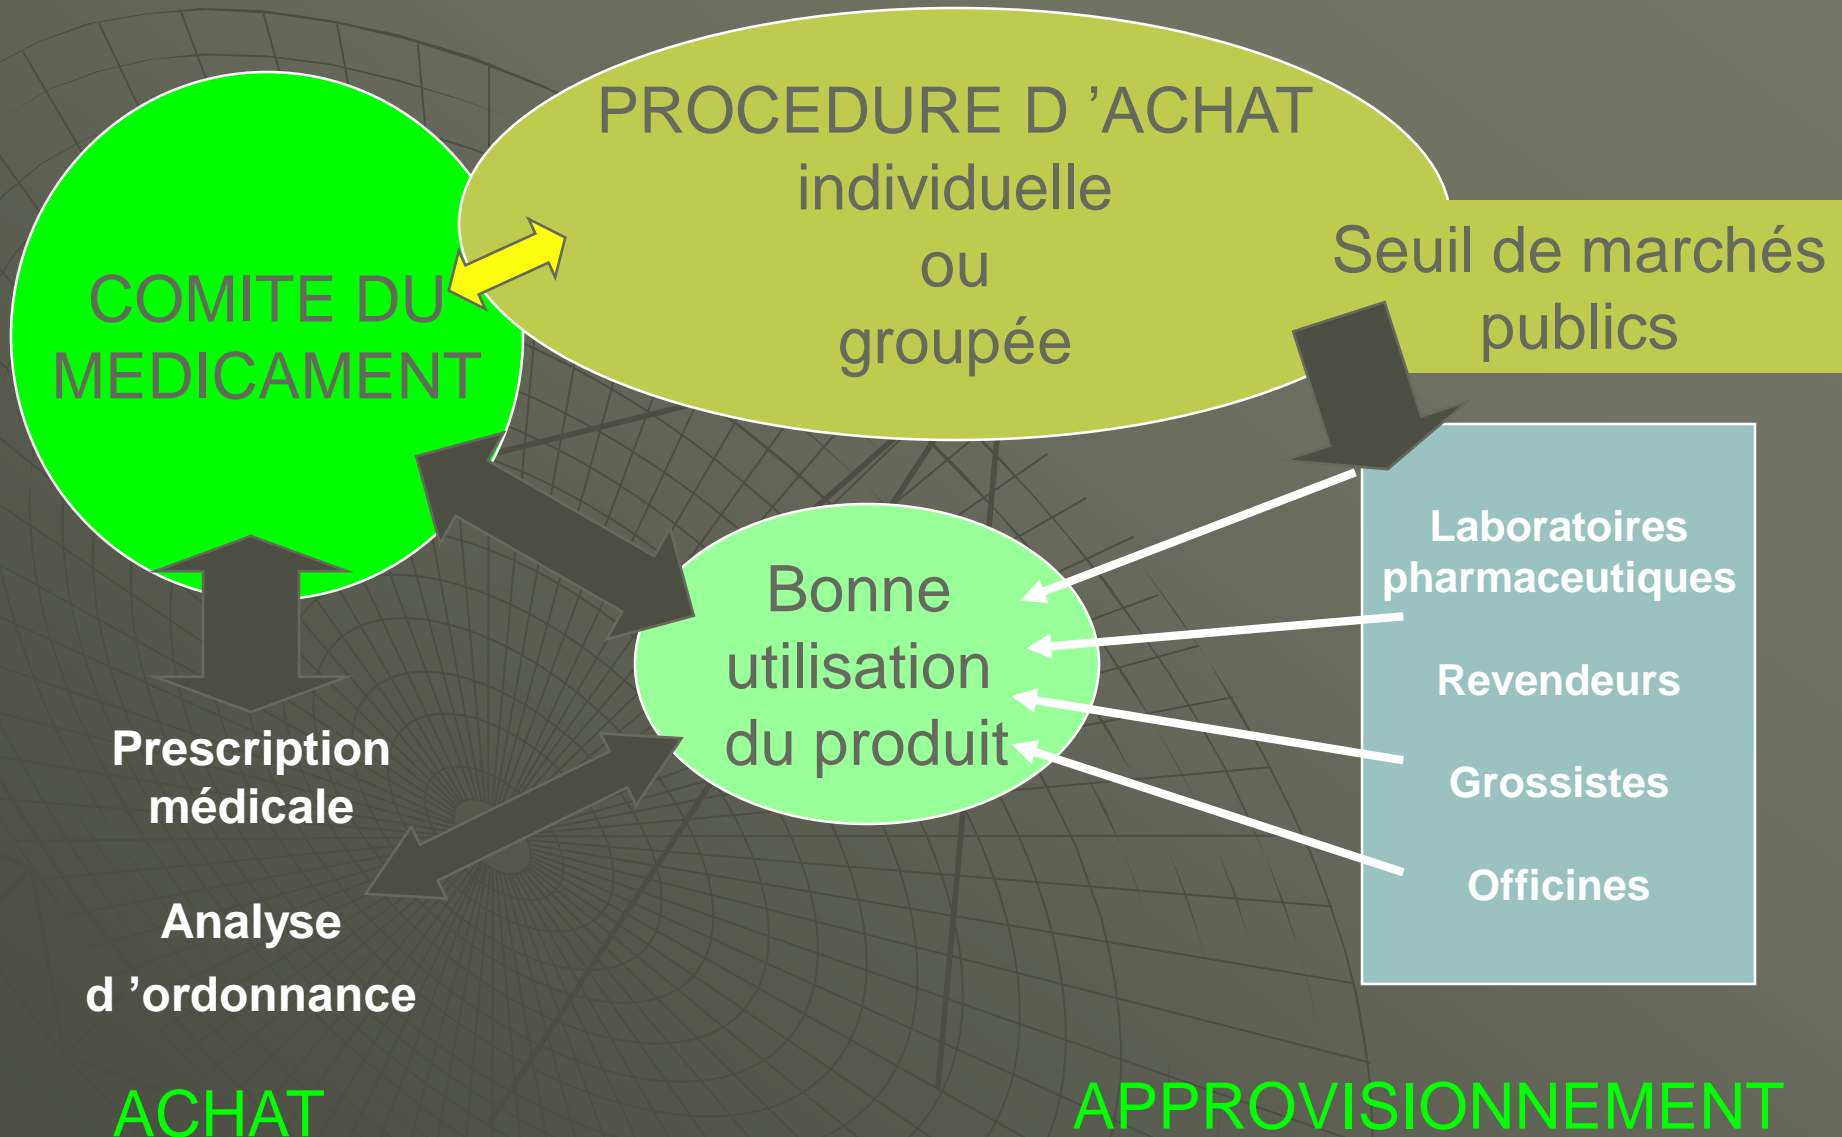 PROCEDURE D ’ACHAT
individuelle
ou
groupée
Seuil de marchés
publics
COMITE DU
MEDICAMENT
Bonne
utilisation
du produit
Laboratoires
pharmaceutiques
Revendeurs
Grossistes
Officines
Prescription
médicale
Analyse
d ’ordonnance
ACHAT
APPROVISIONNEMENT